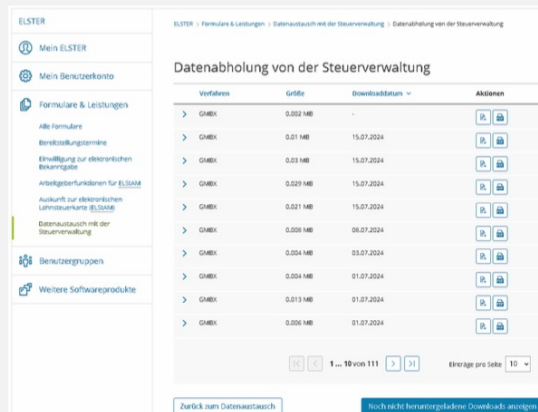 ELSTER
Mein ELSTER
Mein Benutzerkonto
Formulare & Leistungen
Alle Formulare
Bereitstellungstermine
Einwilligung zur elektronischen
Bekanntgabe
Arbeitgeberfunktionen für ELStAM
Auskunft zur elektronischen
Lohnsteuerkarte (ELStAM)
Datenaustausch mit der
Steuerverwaltung
Benutzergruppen
Weitere Softwareprodukte
ELSTER > Formulare & Leistungen > Datenaustausch mit der Steuerverwaltung > Datenabholung von der Steuerverwaltung
Datenabholung von der Steuerverwaltung
Verfahren Größe Downloaddatum Aktionen
GMBX 0.002 MB -
GMBX 0.01 MB 15.07.2024
GMBX 0.03 MB 15.07.2024
GMBX 0.029 MB 15.07.2024
GMBX 0.021 MB 15.07.2024
GMBX 0.006 MB 06.07.2024
GMBX 0.004 MB 03.07.2024
GMBX 0.004 MB 01.07.2024
GMBX 0.013 MB 01.07.2024
GMBX 0.006 MB 01.07.2024
1 ... 10 von 111 Einträge pro Seite 10
Zurück zum Datenaustausch Noch nicht heruntergeladene Downloads anzeigen